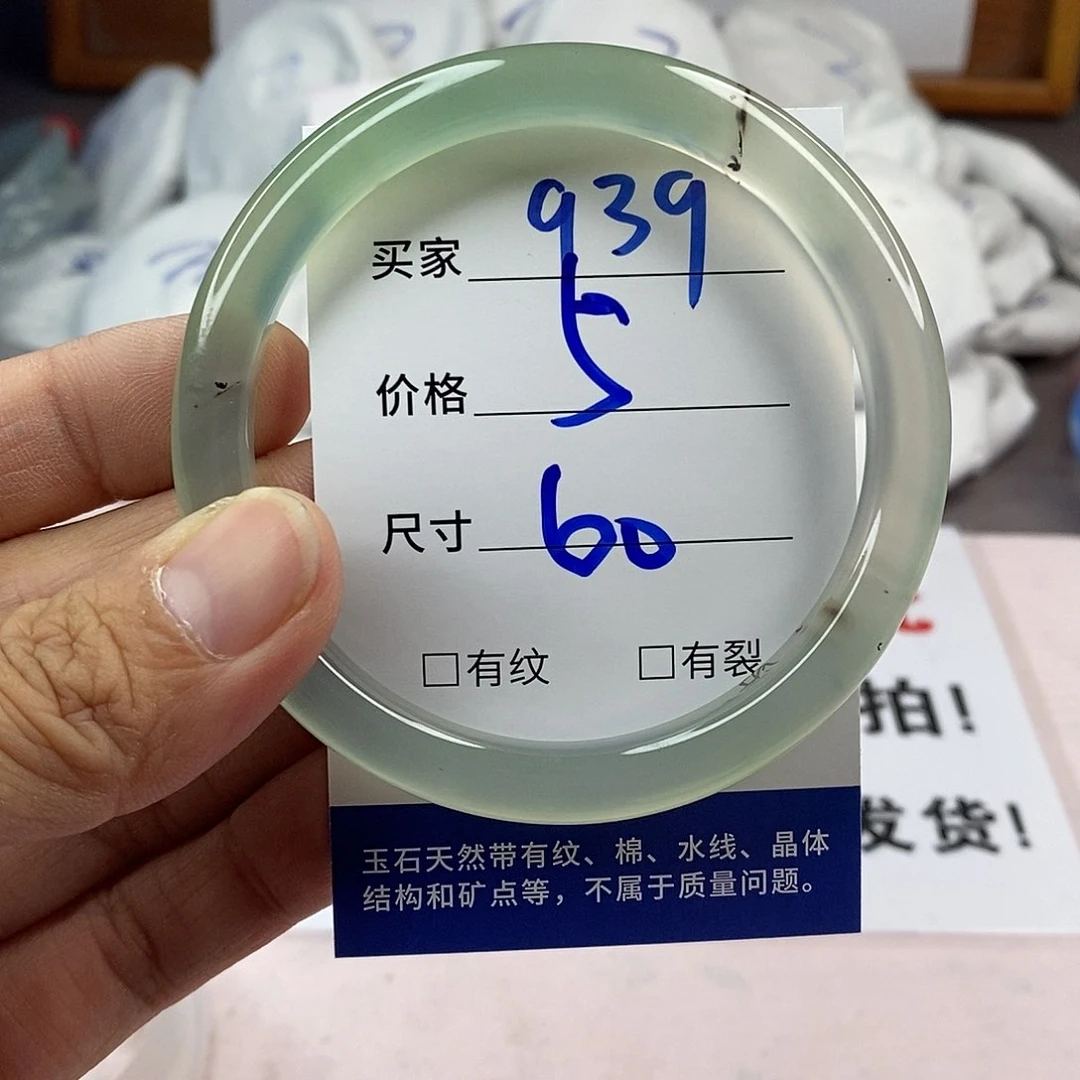 买家 939
价格 5
尺寸 60
□有纹 □有裂
玉石天然带有纹、棉、水线、晶体
结构和矿点等，不属于质量问题。
拍!
发货!